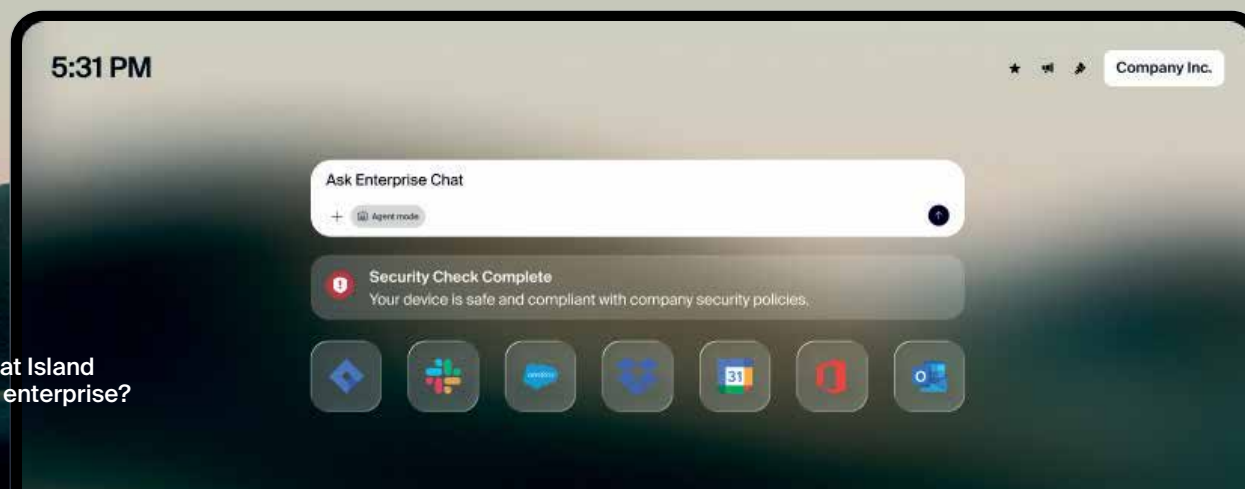 5:31 PM
Company Inc.
Ask Enterprise Chat
Agent mode
Security Check Complete
Your device is safe and compliant with company security policies.
at Island
enterprise?
31